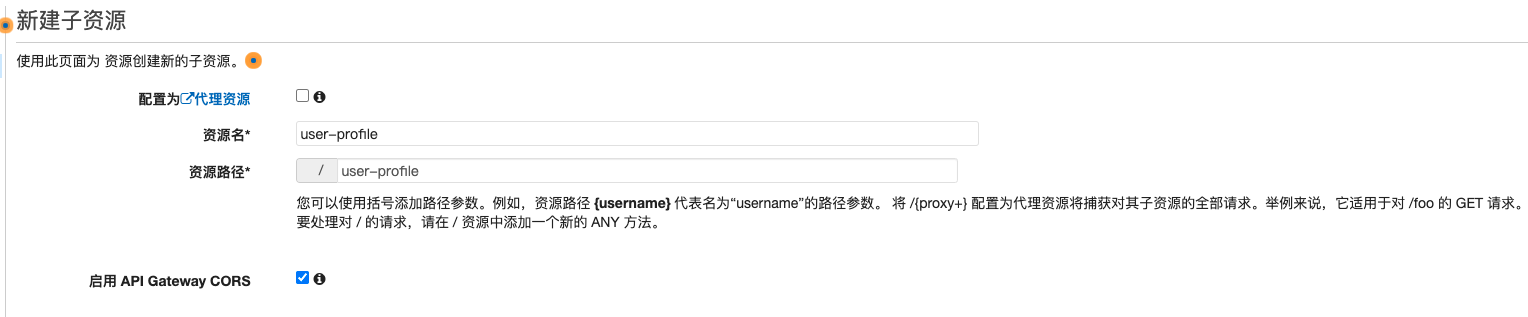 新建子资源
使用此页面为 资源创建新的子资源。
配置为代理资源
资源名* user-profile
资源路径* / user-profile
您可以使用括号添加路径参数。例如，资源路径 {username} 代表名为“username”的路径参数。 将 /{proxy+} 配置为代理资源将捕获对其子资源的全部请求。举例来说，它适用于对 /foo 的 GET 请求。
要处理对 / 的请求，请在 / 资源中添加一个新的 ANY 方法。
启用 API Gateway CORS